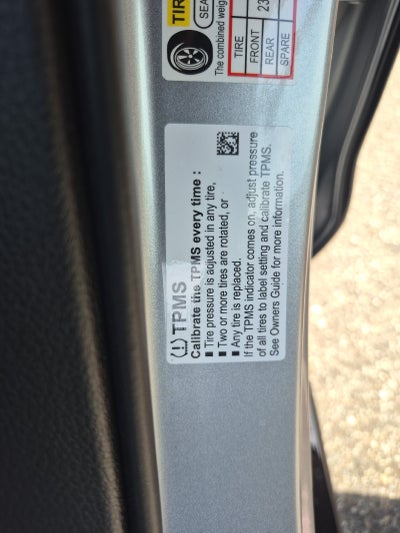 TIR
SEA
The combined weig
TIRE
FRONT 23
REAR
SPARE
(!) TPMS
Calibrate the TPMS every time :
■ Tire pressure is adjusted in any tire,
■ Two or more tires are rotated, or
■ Any tire is replaced.
If the TPMS indicator comes on, adjust pressure
of all tires to label setting and calibrate TPMS.
See Owners Guide for more information.